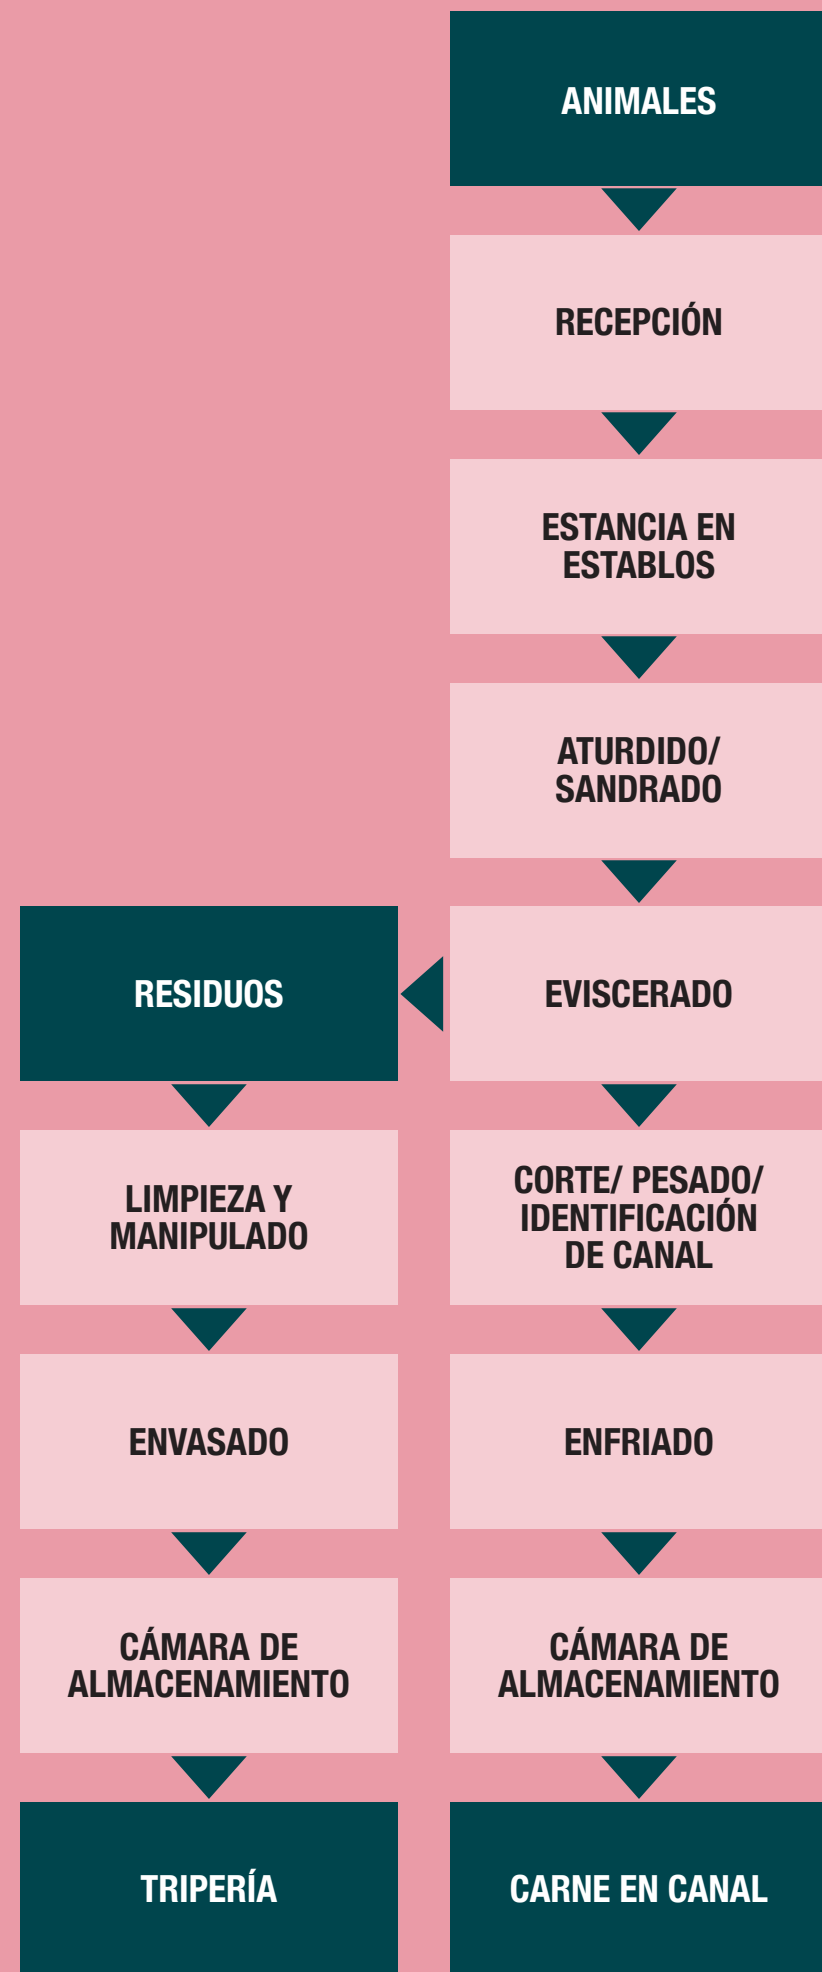 ANIMALES
RECEPCIÓN
ESTANCIA EN
ESTABLOS
ATURDIDO/
SANDRADO
RESIDUOS
EVISCERADO
LIMPIEZA Y
MANIPULADO
CORTE/ PESADO/
IDENTIFICACIÓN
DE CANAL
ENVASADO
ENFRIADO
CÁMARA DE
ALMACENAMIENTO
CÁMARA DE
ALMACENAMIENTO
TRIPERÍA
CARNE EN CANAL